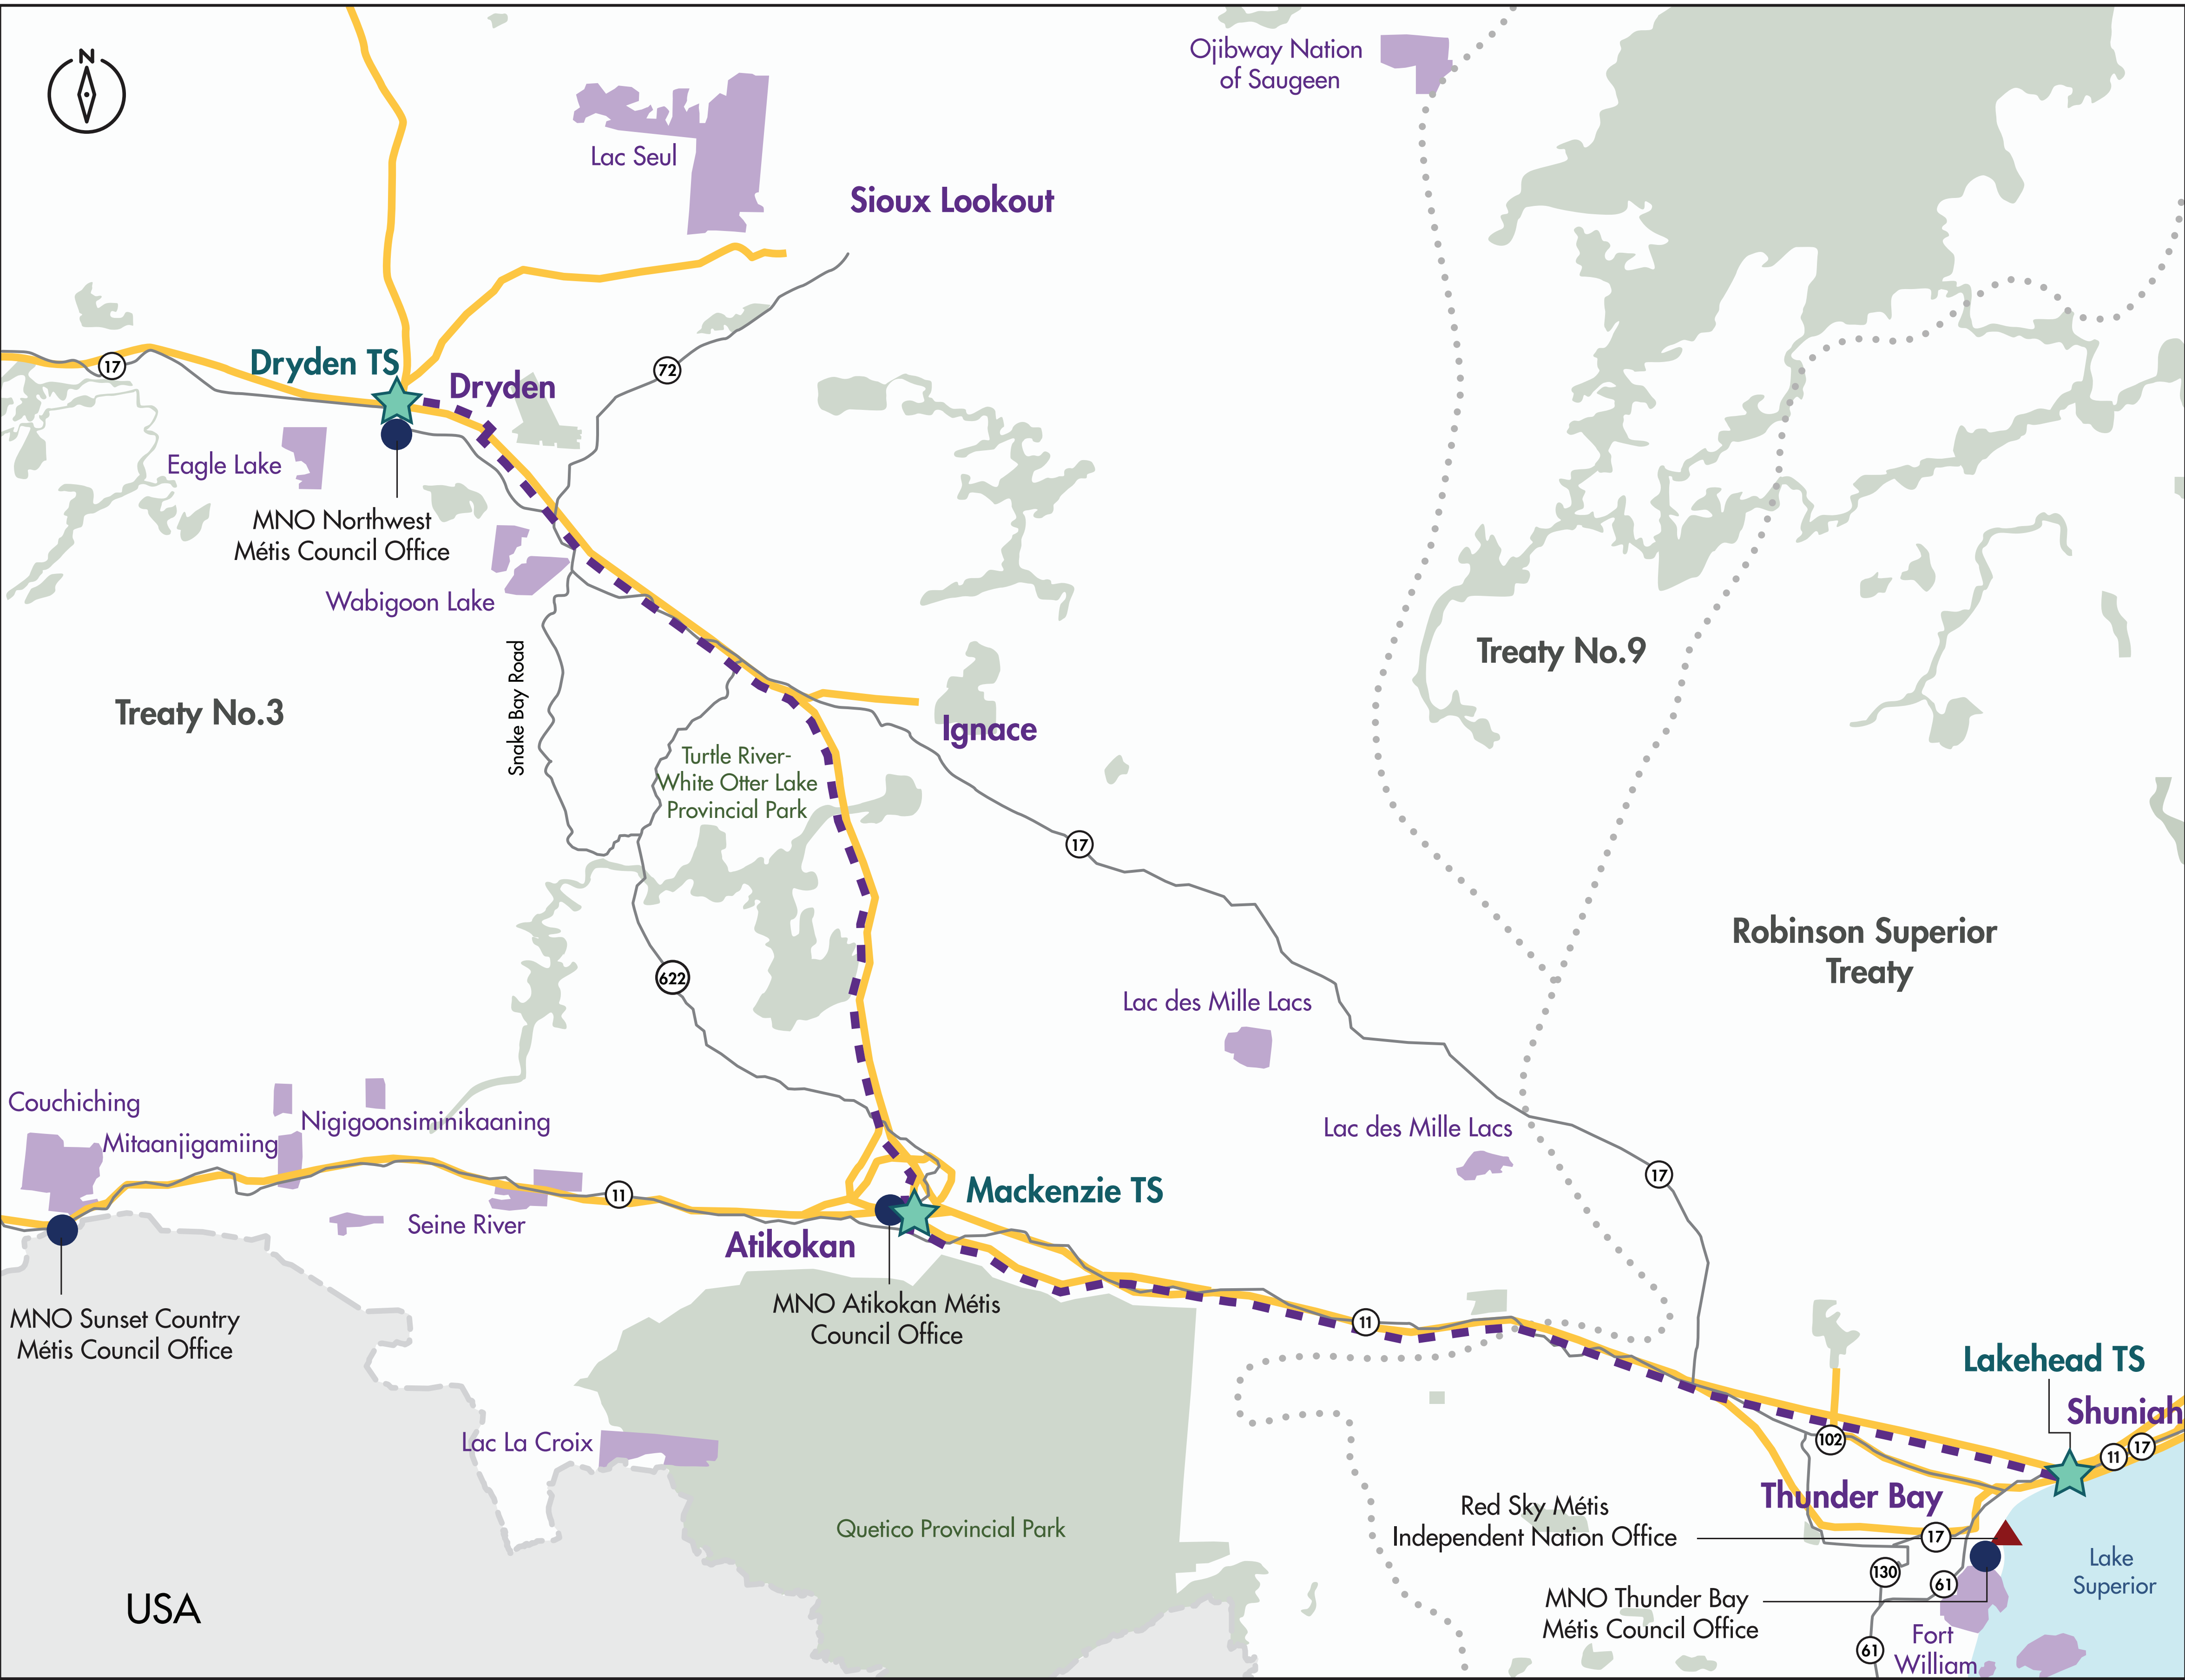 N
Ojibway Nation
of Saugeen
Lac Seul
Sioux Lookout
17
Dryden TS
Dryden
72
Eagle Lake
MNO Northwest
Métis Council Office
Wabigoon Lake
Snake Bay Road
Treaty No.3
Treaty No.9
Ignace
Turtle River-
White Otter Lake
Provincial Park
17
Robinson Superior
Treaty
622
Lac des Mille Lacs
Couchiching
Nigigoonsiminikaaning
Mitaanjigamiing
Lac des Mille Lacs
17
11
Mackenzie TS
Seine River
Atikokan
MNO Sunset Country
Métis Council Office
MNO Atikokan Métis
Council Office
11
Lakehead TS
Shuniah
102
11
17
Lac La Croix
Thunder Bay
Red Sky Métis
Independent Nation Office
17
Quetico Provincial Park
130
61
Lake
Superior
MNO Thunder Bay
Métis Council Office
USA
61
Fort
William